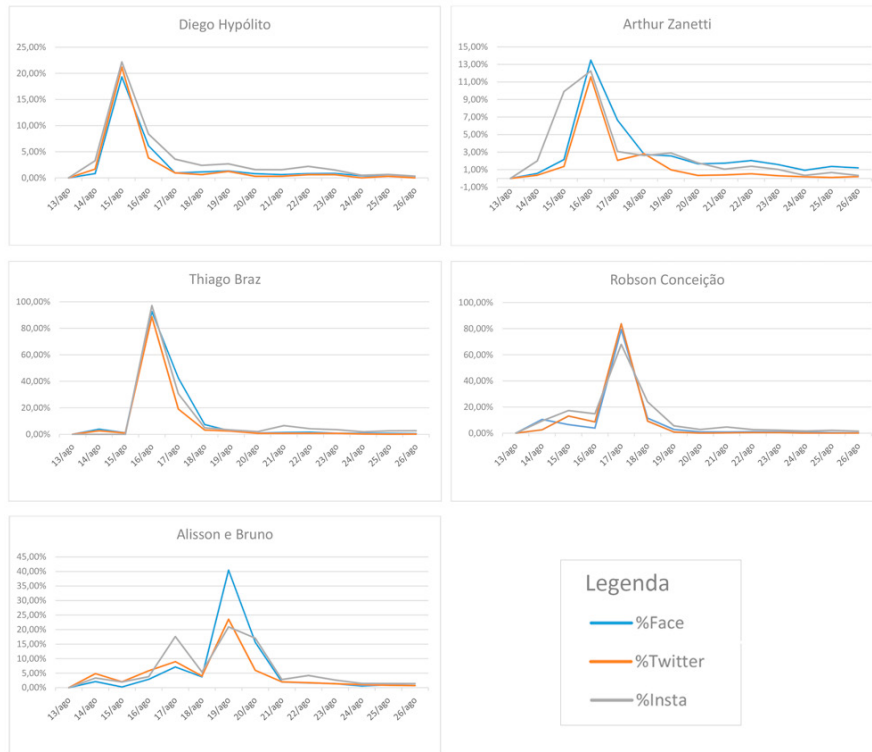 Diego Hypólito
25,00%
20,00%
15,00%
10,00%
5,00%
0,00%
13/ago 14/ago 15/ago 16/ago 17/ago 18/ago 19/ago 20/ago 21/ago 22/ago 23/ago 24/ago 25/ago 26/ago
Arthur Zanetti
15,00%
13,00%
11,00%
9,00%
7,00%
5,00%
3,00%
1,00%
-1,00%
13/ago 14/ago 15/ago 16/ago 17/ago 18/ago 19/ago 20/ago 21/ago 22/ago 23/ago 24/ago 25/ago 26/ago
Thiago Braz
100,00%
80,00%
60,00%
40,00%
20,00%
0,00%
13/ago 14/ago 15/ago 16/ago 17/ago 18/ago 19/ago 20/ago 21/ago 22/ago 23/ago 24/ago 25/ago 26/ago
Robson Conceição
100,00%
80,00%
60,00%
40,00%
20,00%
0,00%
13/ago 14/ago 15/ago 16/ago 17/ago 18/ago 19/ago 20/ago 21/ago 22/ago 23/ago 24/ago 25/ago 26/ago
Alisson e Bruno
45,00%
40,00%
35,00%
30,00%
25,00%
20,00%
15,00%
10,00%
5,00%
0,00%
13/ago 14/ago 15/ago 16/ago 17/ago 18/ago 19/ago 20/ago 21/ago 22/ago 23/ago 24/ago 25/ago 26/ago
Legenda
%Face
%Twitter
%Insta